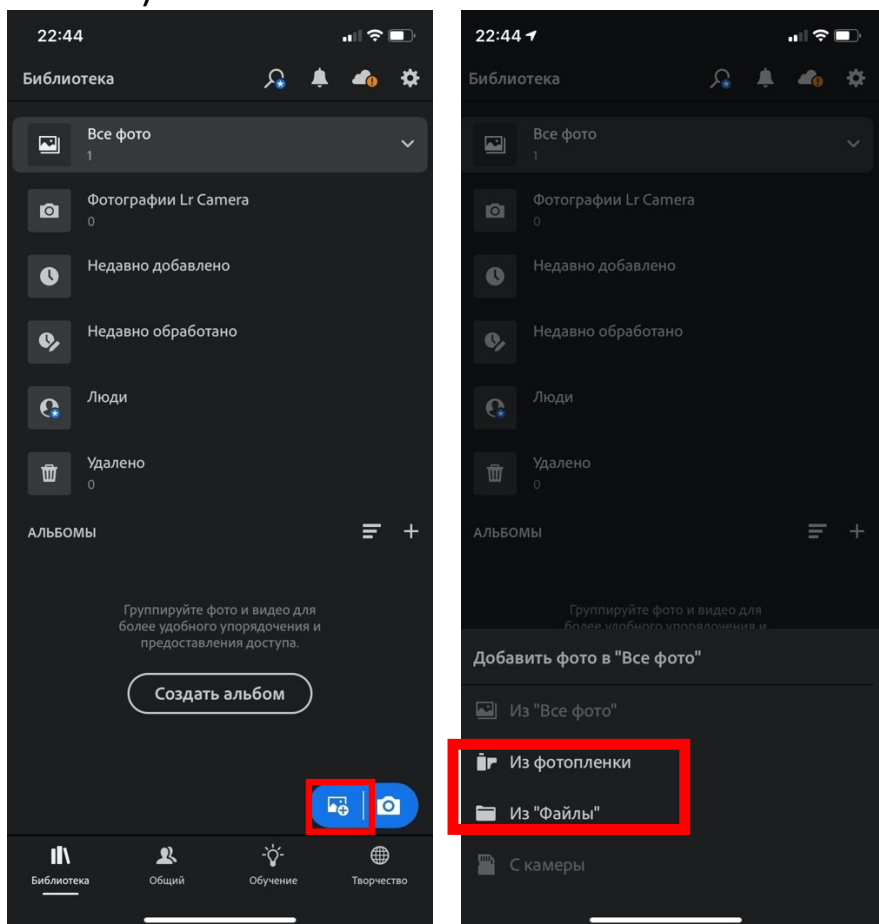 22:44
Библиотека
Все фото
1
Фотографии Lr Camera
0
Недавно добавлено
Недавно обработано
Люди
Удалено
0
АЛЬБОМЫ
Группируйте фото и видео для
более удобного упорядочения и
предоставления доступа.
Создать альбом
Библиотека
Общий
Обучение
Творчество
22:44
Библиотека
Все фото
1
Фотографии Lr Camera
0
Недавно добавлено
Недавно обработано
Люди
Удалено
0
АЛЬБОМЫ
Группируйте фото и видео для
более удобного упорядочения и
Добавить фото в "Все фото"
Из "Все фото"
Из фотопленки
Из "Файлы"
С камеры